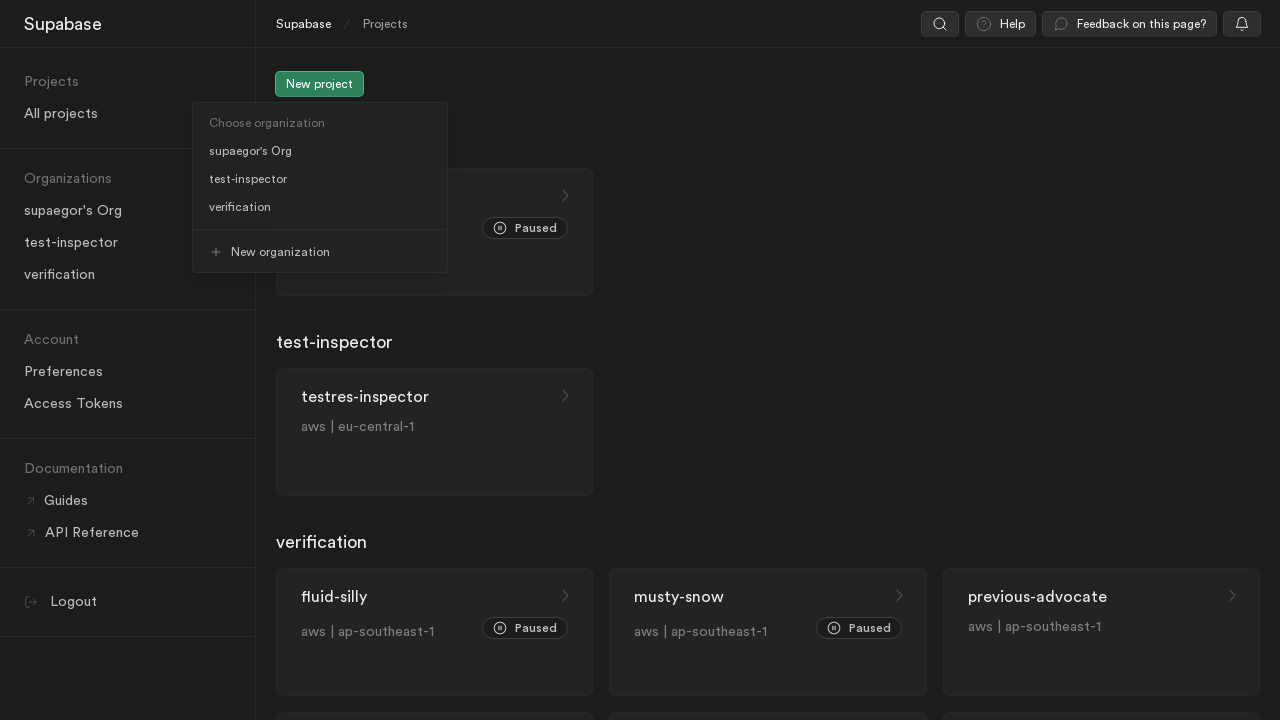 Supabase
Supabase / Projects
Help
Feedback on this page?
Projects
All projects
Organizations
supaegor's Org
test-inspector
verification
Account
Preferences
Access Tokens
Documentation
Guides
API Reference
Logout
New project
Choose organization
supaegor's Org
test-inspector
verification
New organization
Paused
test-inspector
testres-inspector
aws | eu-central-1
verification
fluid-silly
aws | ap-southeast-1
Paused
musty-snow
aws | ap-southeast-1
Paused
previous-advocate
aws | ap-southeast-1